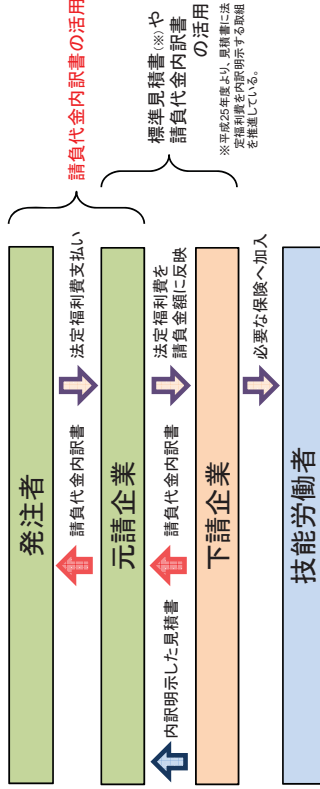 発注者
請負代金内訳書
法定福利費支払い
請負代金内訳書の活用
元請企業
内訳明示した見積書
請負代金内訳書
法定福利費を
請負金額に反映
標準見積書(※)や
請負代金内訳書
の活用
※平成25年度より、見積書に法
定福利費を内訳明示する取組
を推進している。
下請企業
必要な保険へ加入
技能労働者